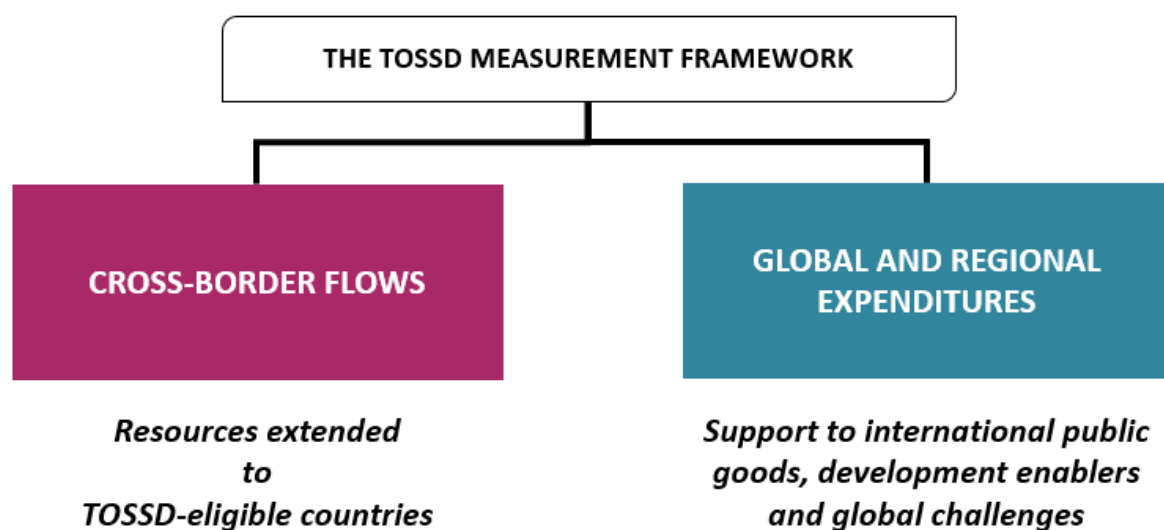 THE TOSSD MEASUREMENT FRAMEWORK
CROSS-BORDER FLOWS
Resources extended
to
TOSSD-eligible countries
GLOBAL AND REGIONAL
EXPENDITURES
Support to international public
goods, development enablers
and global challenges